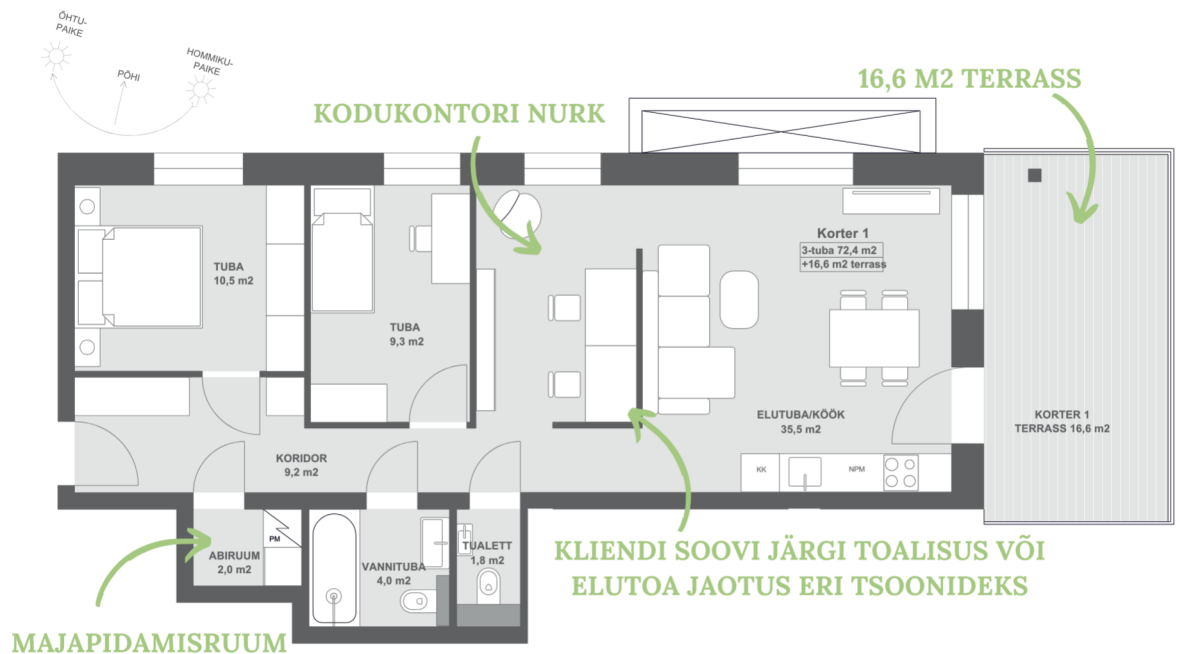 ÕHTU-
PAIKE
PÕHI
HOMMIKU-
PAIKE
KODUKONTORI NURK
16,6 M2 TERRASS
Korter 1
3-tuba 72,4 m2
+16,6 m2 terrass
TUBA
10,5 m2
TUBA
9,3 m2
ELUTUBA/KÖÖK
35,5 m2
KORTER 1
TERRASS 16,6 m2
KORIDOR
9,2 m2
KK
NPM
PM
ABIRUUM
2,0 m2
VANNITUBA
4,0 m2
TUALETT
1,8 m2
KLIENDI SOOVI JÄRGI TOALISUS VÕI
ELUTOA JAOTUS ERI TSOONIDEKS
MAJAPIDAMISRUUM